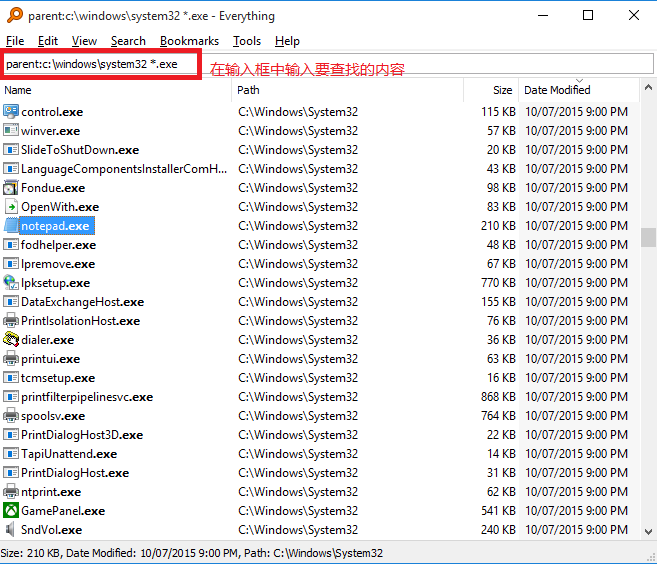 parent:c:\windows\system32 *.exe - Everything
File Edit View Search Bookmarks Tools Help
parent:c:\windows\system32 *.exe 在输入框中输入要查找的内容
Name Path Size Date Modified
control.exe C:\Windows\System32 115 KB 10/07/2015 9:00 PM
winver.exe C:\Windows\System32 57 KB 10/07/2015 9:00 PM
SlideToShutDown.exe C:\Windows\System32 20 KB 10/07/2015 9:00 PM
LanguageComponentsInstallerComH... C:\Windows\System32 43 KB 10/07/2015 9:00 PM
Fondue.exe C:\Windows\System32 98 KB 10/07/2015 9:00 PM
OpenWith.exe C:\Windows\System32 83 KB 10/07/2015 9:00 PM
notepad.exe C:\Windows\System32 210 KB 10/07/2015 9:00 PM
fodhelper.exe C:\Windows\System32 48 KB 10/07/2015 9:00 PM
lpremove.exe C:\Windows\System32 67 KB 10/07/2015 9:00 PM
lpksetup.exe C:\Windows\System32 770 KB 10/07/2015 9:00 PM
DataExchangeHost.exe C:\Windows\System32 155 KB 10/07/2015 9:00 PM
PrintIsolationHost.exe C:\Windows\System32 76 KB 10/07/2015 9:00 PM
dialer.exe C:\Windows\System32 36 KB 10/07/2015 9:00 PM
printui.exe C:\Windows\System32 63 KB 10/07/2015 9:00 PM
tcmsetup.exe C:\Windows\System32 16 KB 10/07/2015 9:00 PM
printfilterpipelinesvc.exe C:\Windows\System32 868 KB 10/07/2015 9:00 PM
spoolsv.exe C:\Windows\System32 764 KB 10/07/2015 9:00 PM
PrintDialogHost3D.exe C:\Windows\System32 22 KB 10/07/2015 9:00 PM
TapiUnattend.exe C:\Windows\System32 14 KB 10/07/2015 9:00 PM
PrintDialogHost.exe C:\Windows\System32 31 KB 10/07/2015 9:00 PM
ntprint.exe C:\Windows\System32 62 KB 10/07/2015 9:00 PM
GamePanel.exe C:\Windows\System32 541 KB 10/07/2015 9:00 PM
SndVol.exe C:\Windows\System32 240 KB 10/07/2015 9:00 PM
Size: 210 KB, Date Modified: 10/07/2015 9:00 PM, Path: C:\Windows\System32